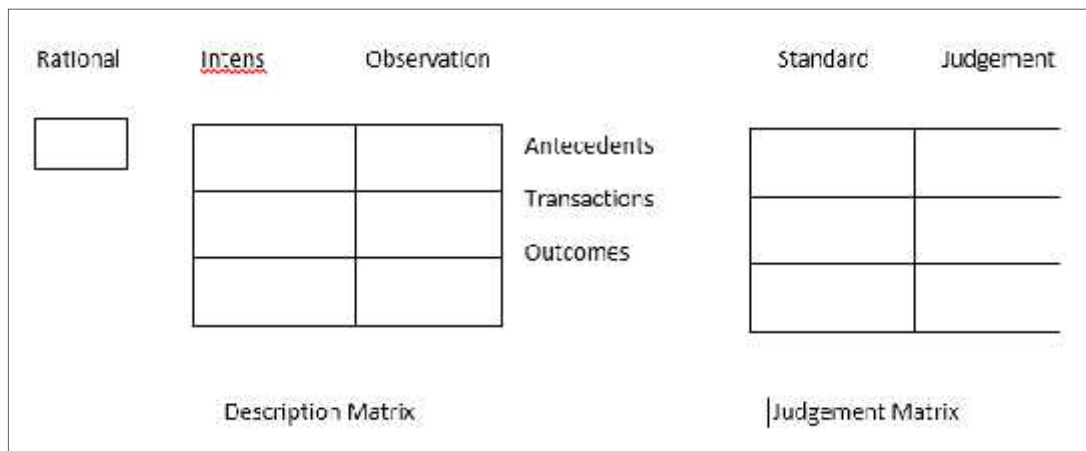 Rational Intens Observation Standard Judgement
Antecedents
Transactions
Outcomes
Description Matrix Judgement Matrix